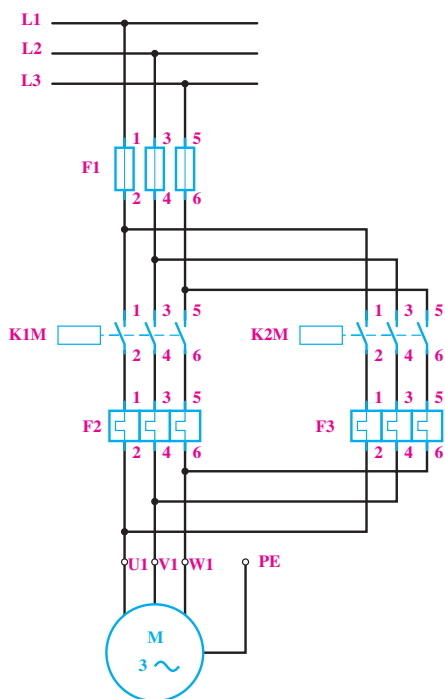 L1
L2
L3
1 3 5
F1
2 4 6
1 3 5 1 3 5
K1M K2M
2 4 6 2 4 6
1 3 5 1 3 5
F2 F3
2 4 6 2 4 6
U1 V1 W1 PE
M
3